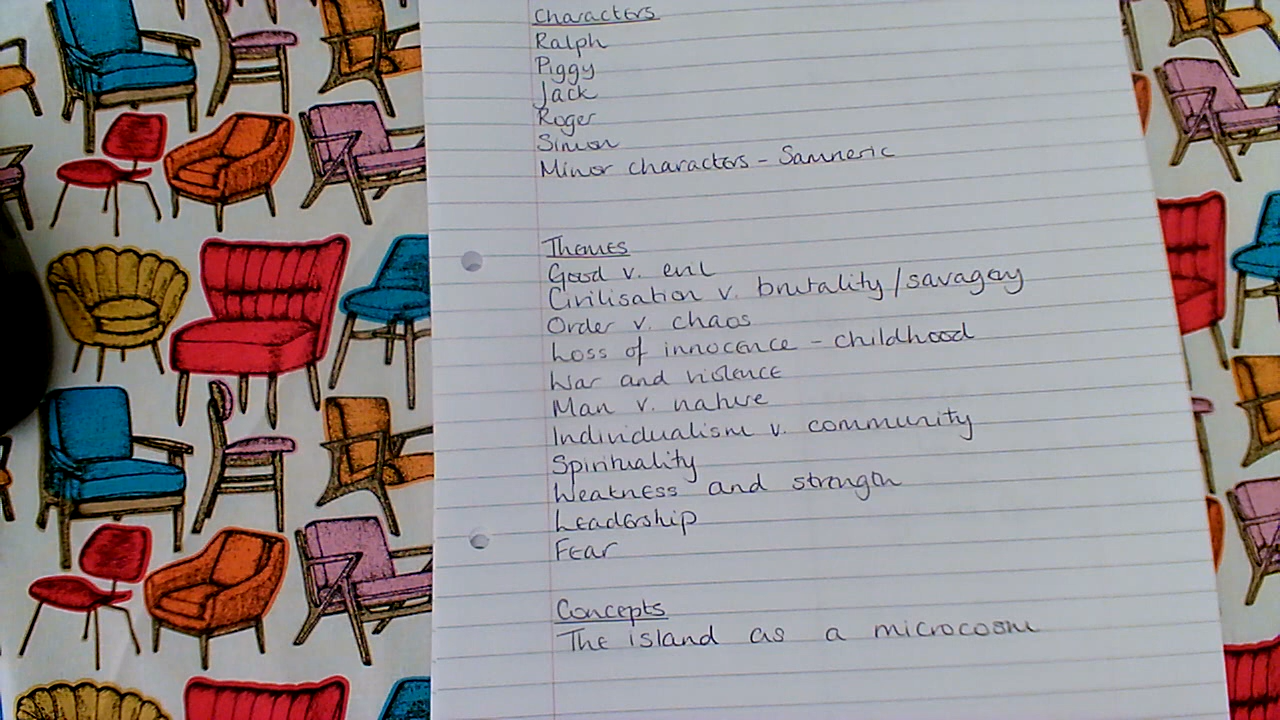 Characters
Ralph
Piggy
Jack
Roger
Simon
Minor characters - Samneric
Themes
Good v. evil
Civilisation v. brutality/savagery
Order v. chaos
Loss of innocence - childhood
War and violence
Man v. nature
Individualism v. community
Spirituality
Weakness and strength
Leadership
Fear
Concepts
The island as a microcosm